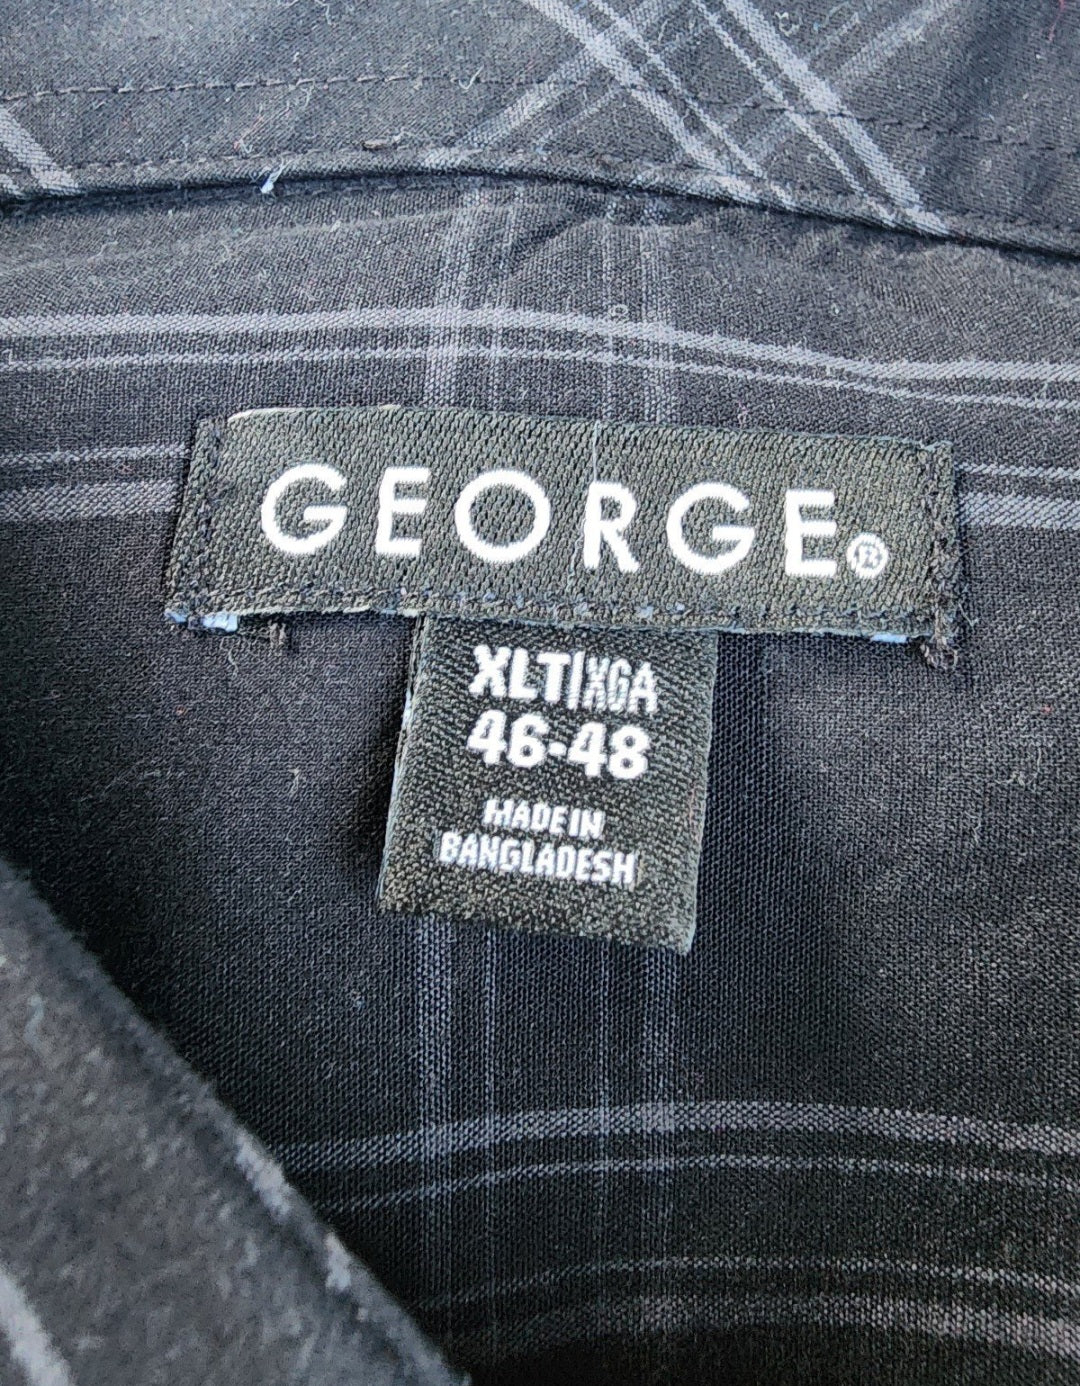 GEORGE®
XLT|XGA
46-48
MADE IN
BANGLADESH